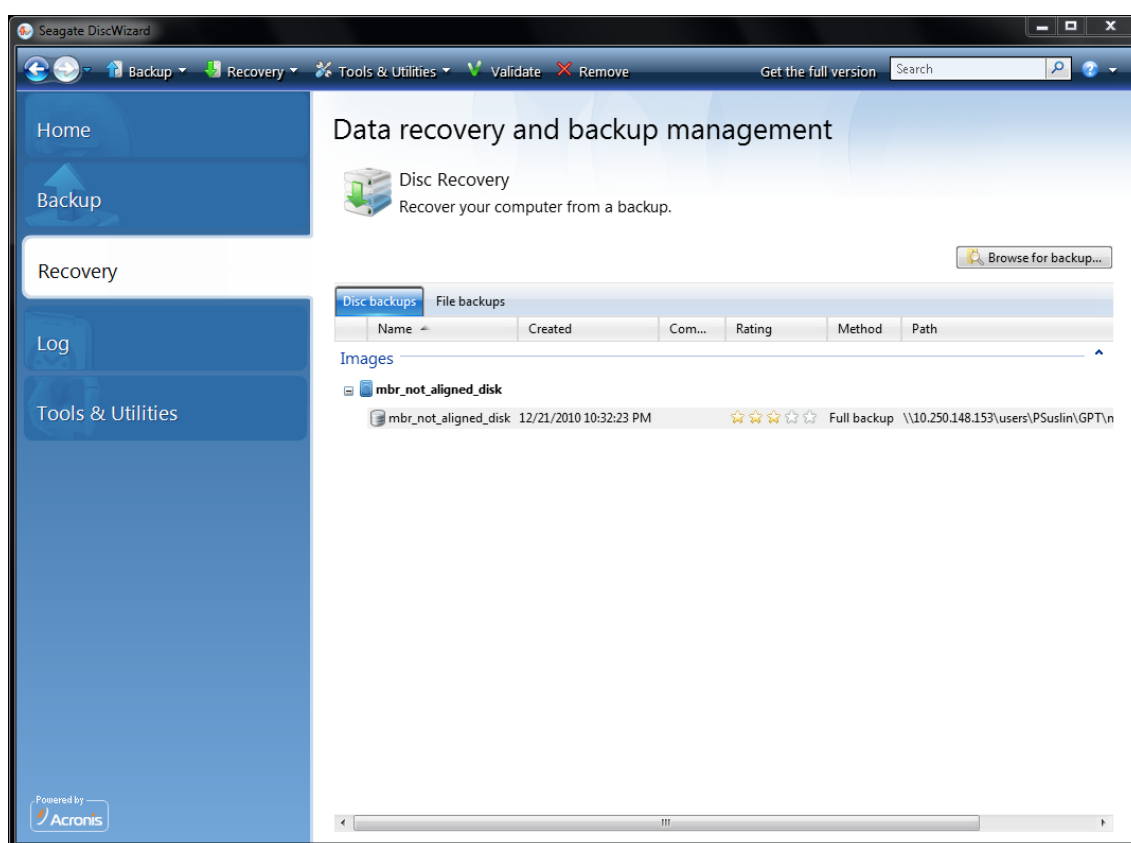 Seagate DiscWizard
Backup Recovery Tools & Utilities Validate Remove Get the full version Search
Home
Backup
Recovery
Log
Tools & Utilities
Data recovery and backup management
Disc Recovery
Recover your computer from a backup.
Browse for backup...
Disc backups File backups
Name Created Com... Rating Method Path
Images
mbr_not_aligned_disk
mbr_not_aligned_disk 12/21/2010 10:32:23 PM Full backup \\10.250.148.153\users\PSuslin\GPT\n
Powered by
Acronis